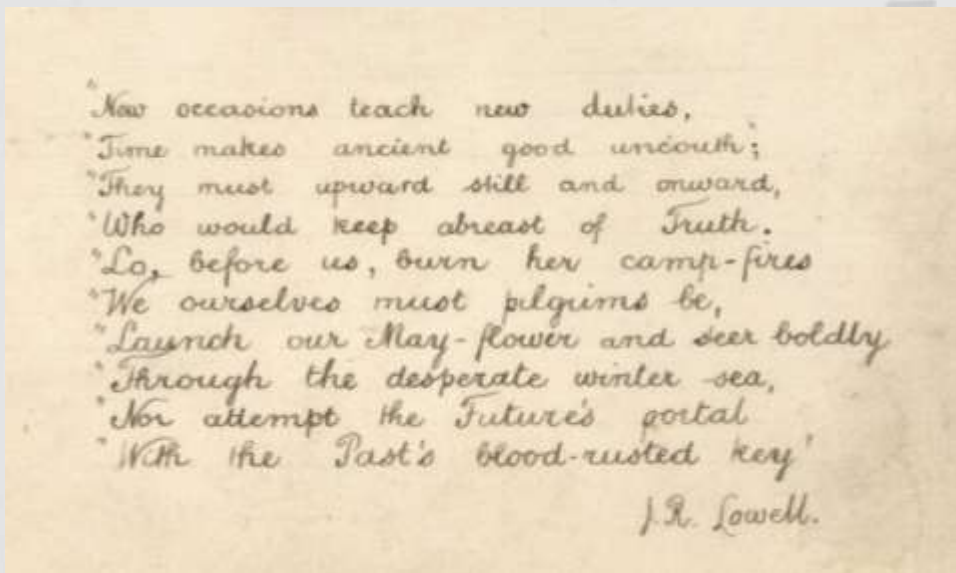 "New occasions teach new duties,
"Time makes ancient good uncouth;
"They must upward still and onward,
"Who would keep abreast of Truth.
"Lo, before us, burn her camp-fires
"We ourselves must pilgrims be,
"Launch our May-flower and seer boldly
"Through the desperate winter sea,
"Nor attempt the Future's portal
"With the Past's blood-rusted key'
J.R. Lowell.